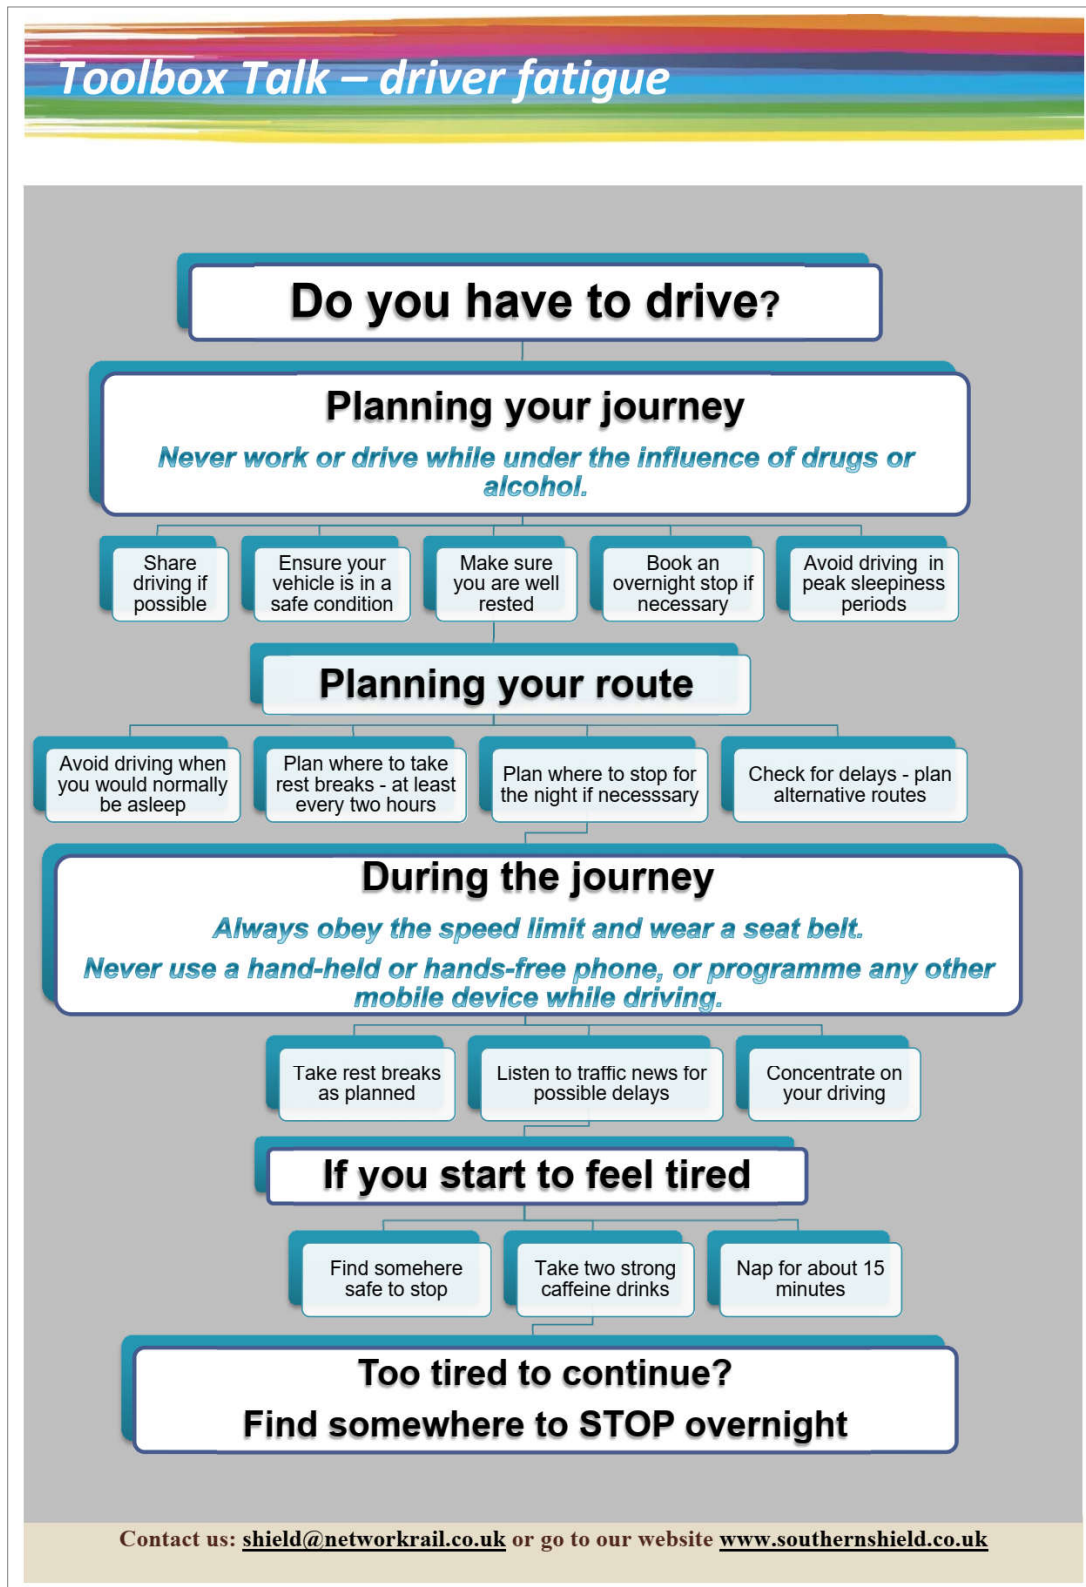 Toolbox Talk – driver fatigue
Do you have to drive?
Planning your journey
Never work or drive while under the influence of drugs or
alcohol.
Share
driving if
possible
Ensure your
vehicle is in a
safe condition
Make sure
you are well
rested
Book an
overnight stop if
necessary
Avoid driving in
peak sleepiness
periods
Planning your route
Avoid driving when
you would normally
be asleep
Plan where to take
rest breaks - at least
every two hours
Plan where to stop for
the night if necesssary
Check for delays - plan
alternative routes
During the journey
Always obey the speed limit and wear a seat belt.
Never use a hand-held or hands-free phone, or programme any other
mobile device while driving.
Take rest breaks
as planned
Listen to traffic news for
possible delays
Concentrate on
your driving
If you start to feel tired
Find somehere
safe to stop
Take two strong
caffeine drinks
Nap for about 15
minutes
Too tired to continue?
Find somewhere to STOP overnight
Contact us: shield@networkrail.co.uk or go to our website www.southernshield.co.uk